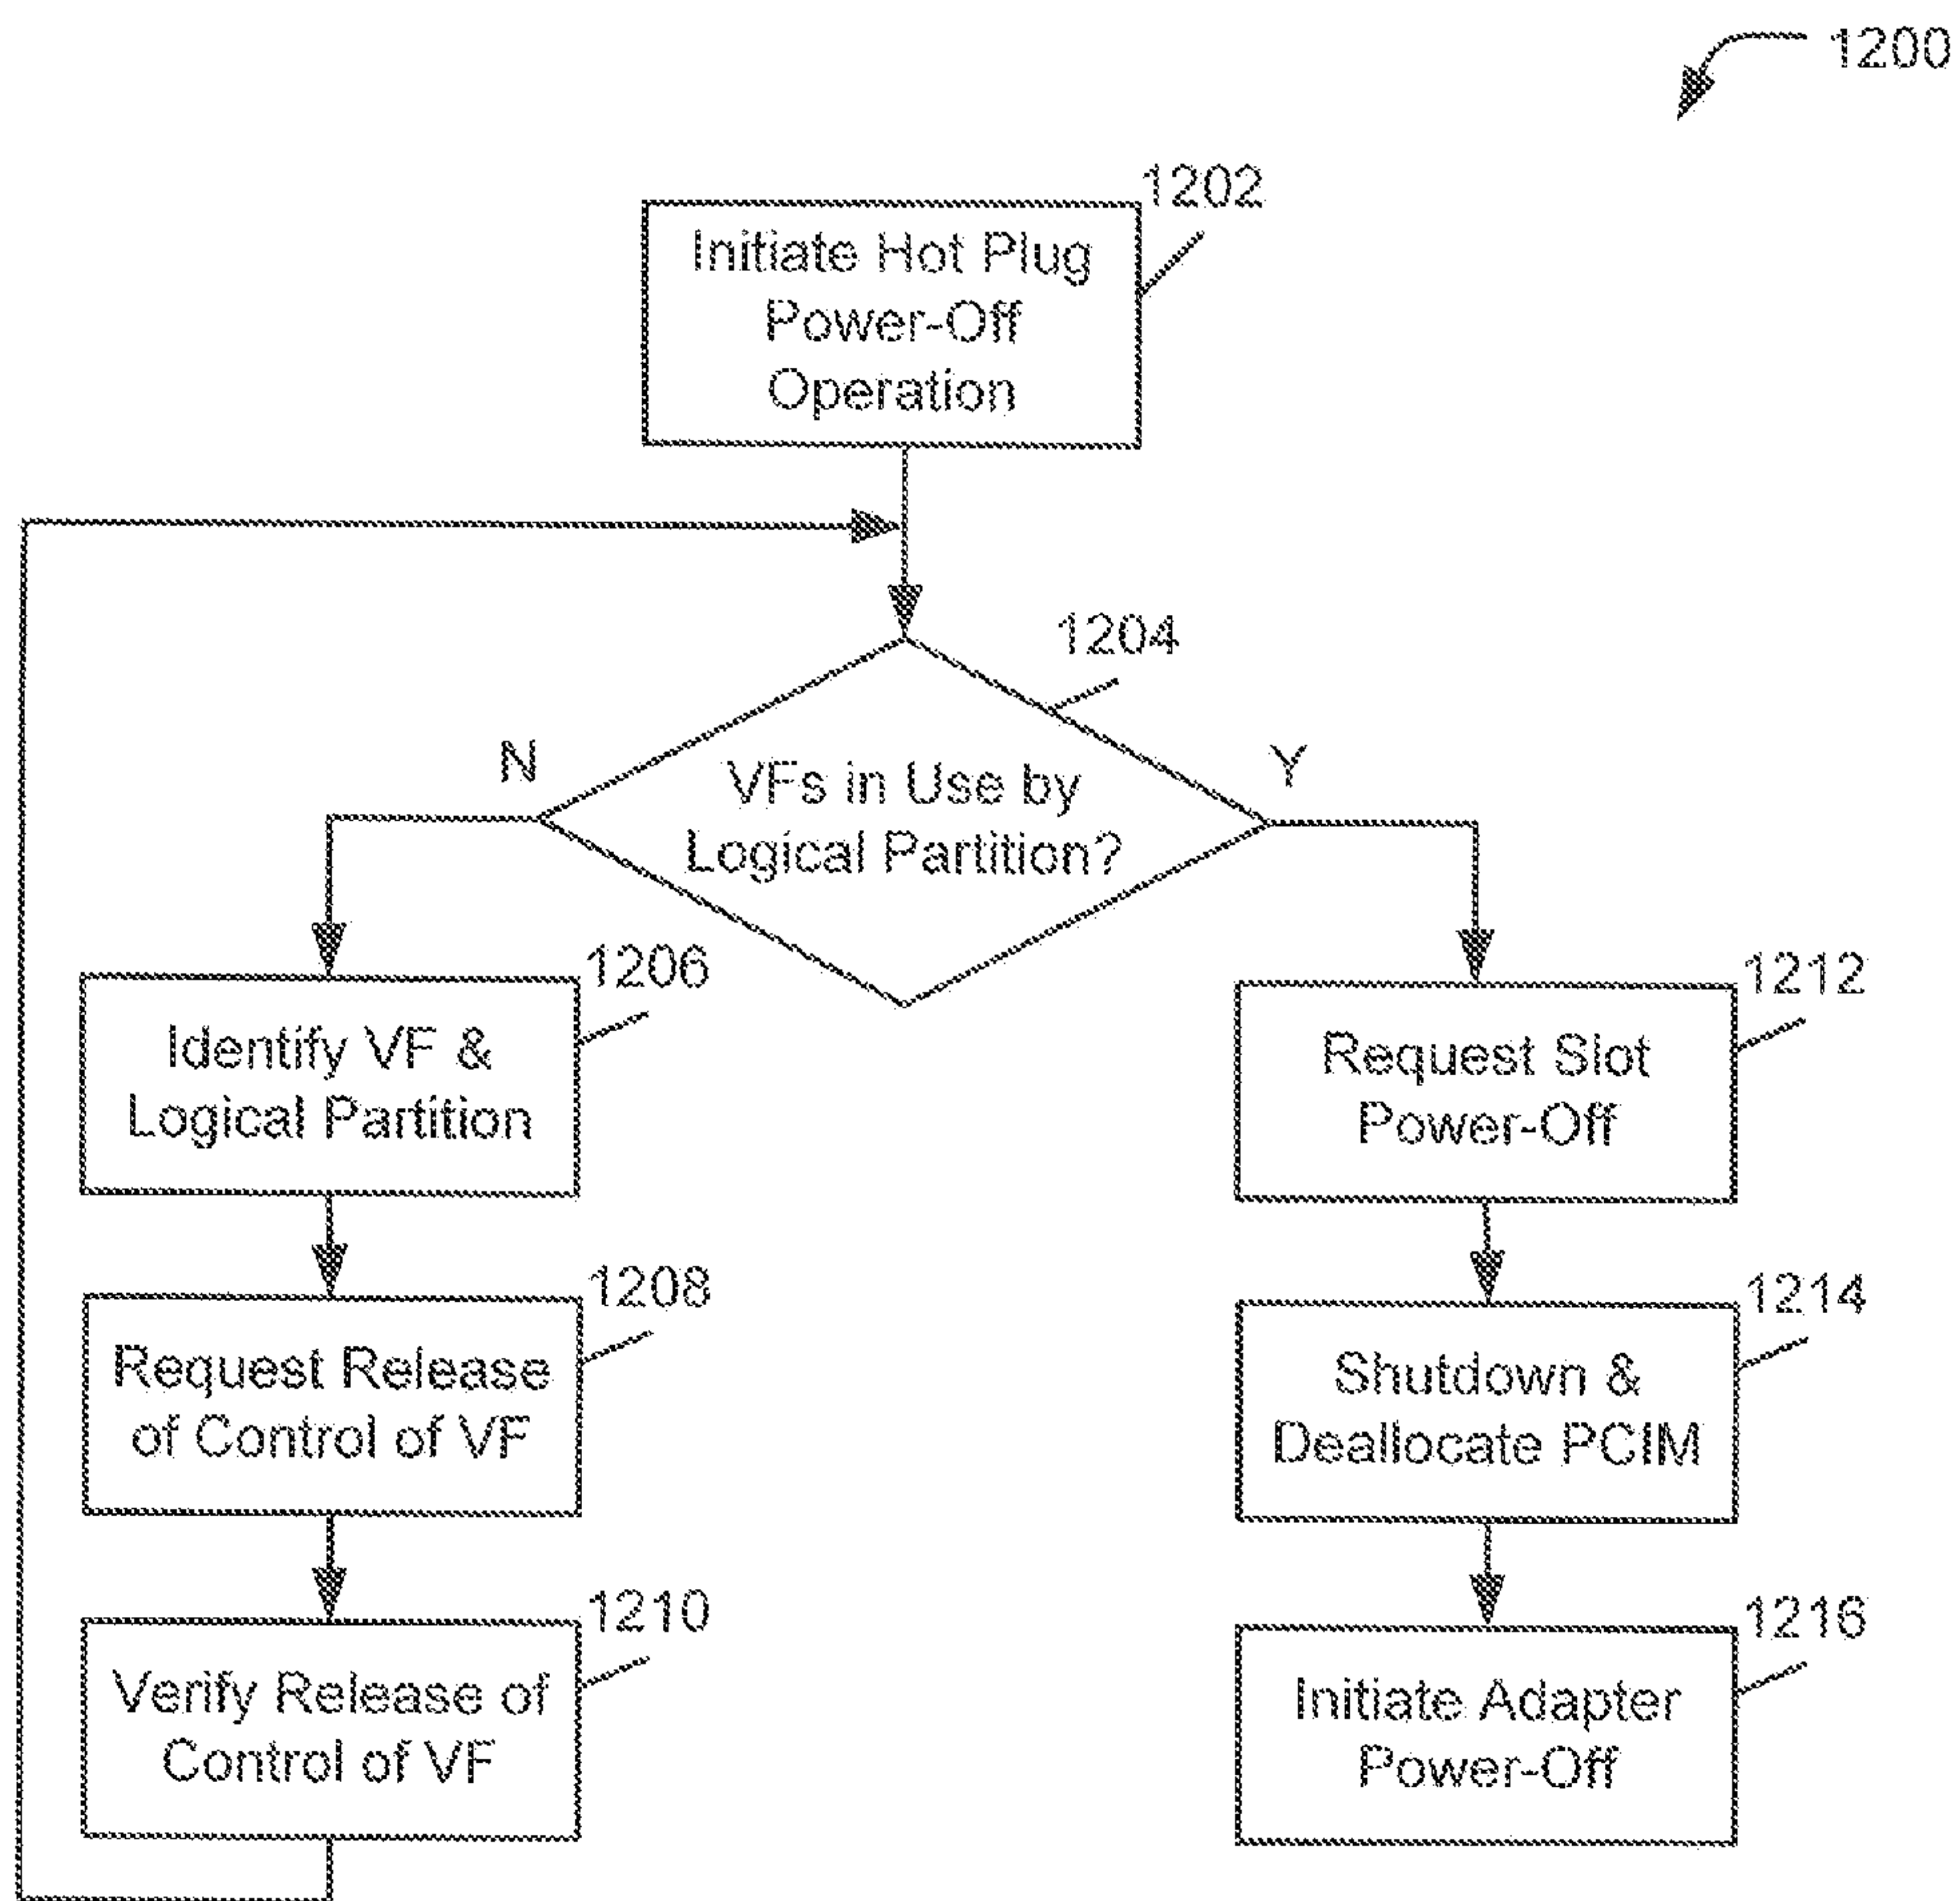 1200
1202
Initiate Hot Plug
Power-Off
Operation
1204
N
Y
VFs in Use by
Logical Partition?
1206
Identify VF &
Logical Partition
1212
Request Slot
Power-Off
1208
Request Release
of Control of VF
1214
Shutdown &
Deallocate PCIM
1210
Verify Release of
Control of VF
1216
Initiate Adapter
Power-Off